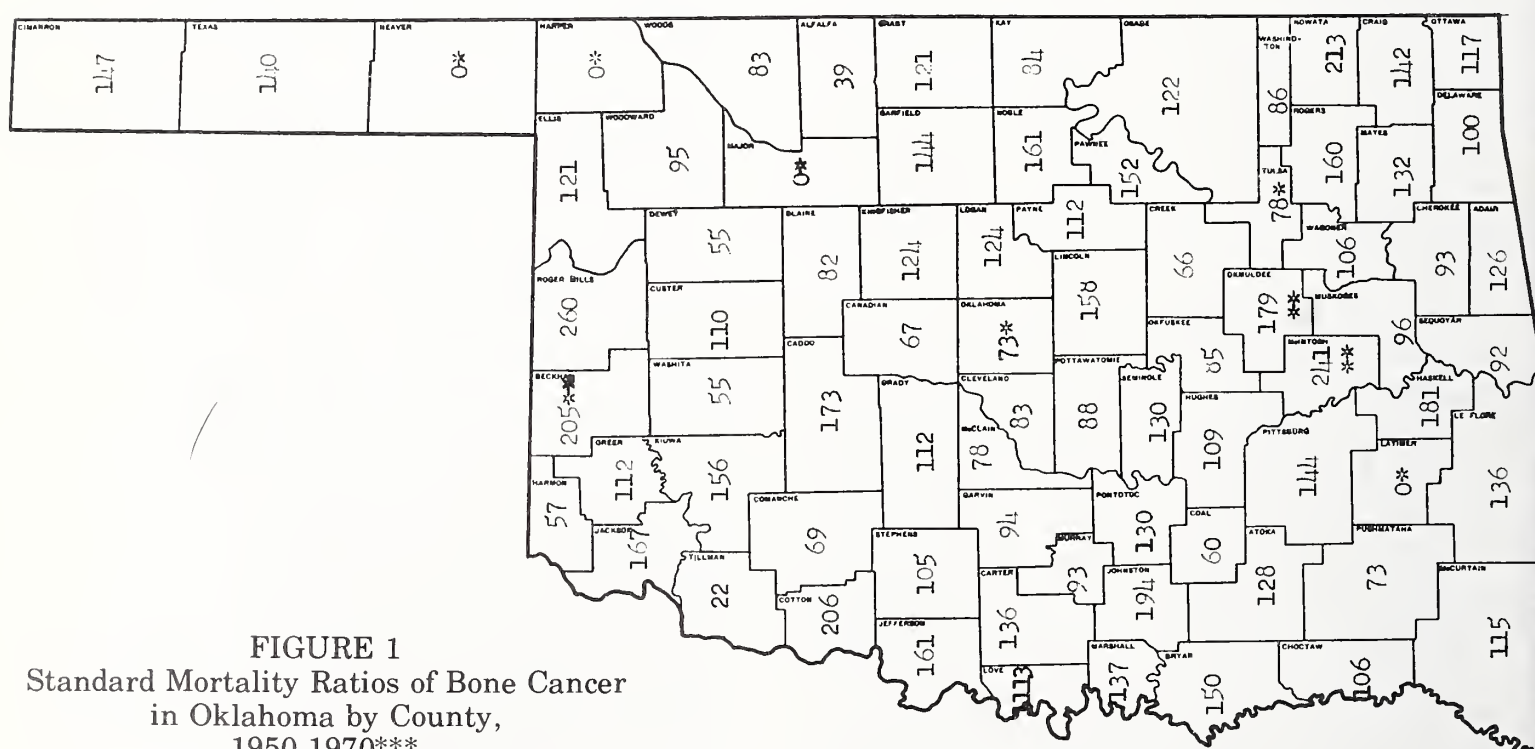 CIMARRON
147
TEXAS
140
BEAVER
0*
HARPER
0*
WOODS
83
ALFALFA
39
GRANT
121
KAY
84
OSAGE
122
WASHING-
TON
86
NOWATA
213
CRAIG
142
OTTAWA
117
DELAWARE
100
ELLIS
121
WOODWARD
95
MAJOR
0*
GARFIELD
144
NOBLE
161
PAWNEE
152
ROGERS
160
MAYES
132
TULSA
78*
DEWEY
55
BLAINE
82
KINGFISHER
124
LOGAN
124
PAYNE
112
CREEK
66
WAGONER
106
CHEROKEE
93
ADAIR
126
ROGER MILLS
260
CUSTER
110
CANADIAN
67
OKLAHOMA
73*
LINCOLN
158
OKMULGEE
179**
MUSKOGEE
96
SEQUOYAH
92
OKFUSKEE
85
McINTOSH
241**
HASKELL
181
BECKHAM
205*
WASHITA
55
CADDO
173
GRADY
112
CLEVELAND
83
McCLAIN
78
POTTAWATOMIE
88
SEMINOLE
130
HUGHES
109
PITTSBURG
144
LATIMER
0*
LE FLORE
136
GREER
112
KIOWA
156
HARMON
57
JACKSON
167
COMANCHE
69
TILLMAN
22
COTTON
206
STEPHENS
105
GARVIN
94
MURRAY
93
PONTOTOC
130
COAL
60
ATOKA
128
PUSHMATAHA
73
McCURTAIN
115
JEFFERSON
161
CARTER
136
JOHNSTON
194
LOVE
113
MARSHALL
137
BRYAN
150
CHOCTAW
106
FIGURE 1
Standard Mortality Ratios of Bone Cancer
in Oklahoma by County,
1950-1970***